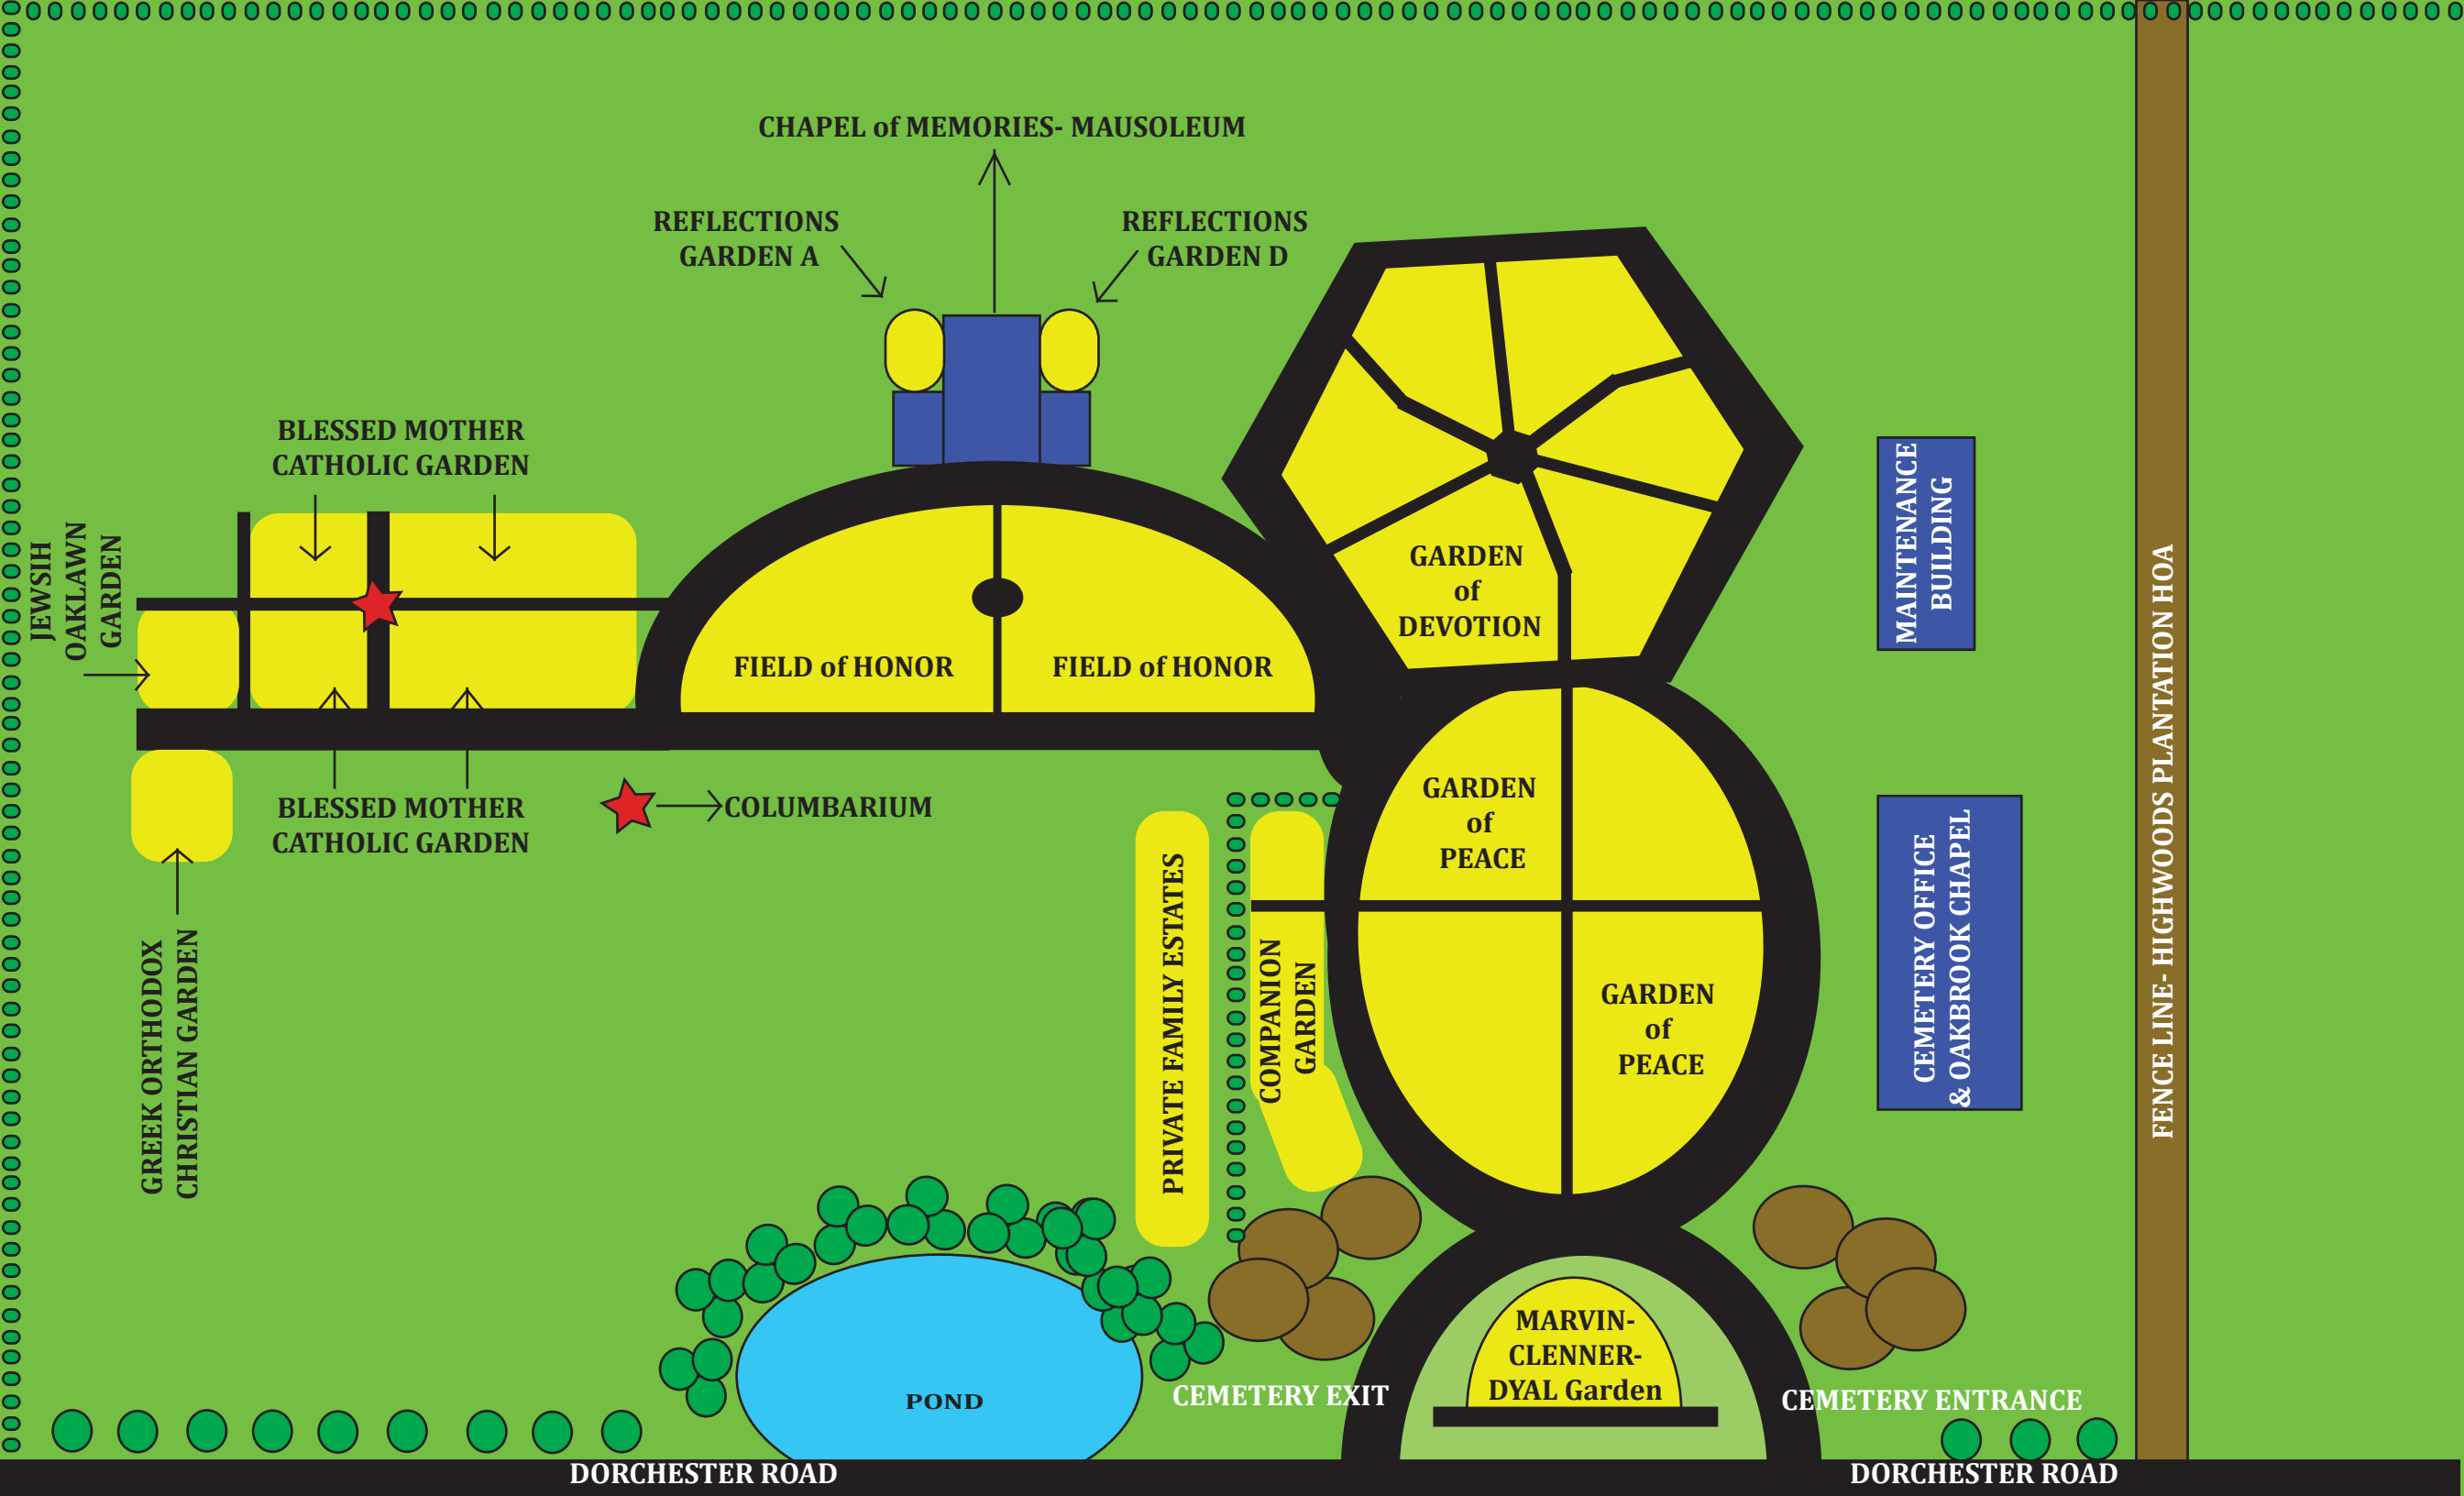 CHAPEL of MEMORIES- MAUSOLEUM
REFLECTIONS
GARDEN A
REFLECTIONS
GARDEN D
BLESSED MOTHER
CATHOLIC GARDEN
JEWSIH
OAKLAWN
GARDEN
FIELD of HONOR
FIELD of HONOR
GARDEN
of
DEVOTION
MAINTENANCE
BUILDING
BLESSED MOTHER
CATHOLIC GARDEN
COLUMBARIUM
GARDEN
of
PEACE
GREEK ORTHODOX
CHRISTIAN GARDEN
PRIVATE FAMILY ESTATES
COMPANION
GARDEN
GARDEN
of
PEACE
CEMETERY OFFICE
& OAKBROOK CHAPEL
FENCE LINE- HIGHWOODS PLANTATION HOA
POND
CEMETERY EXIT
MARVIN-
CLENNER-
DYAL Garden
CEMETERY ENTRANCE
DORCHESTER ROAD
DORCHESTER ROAD